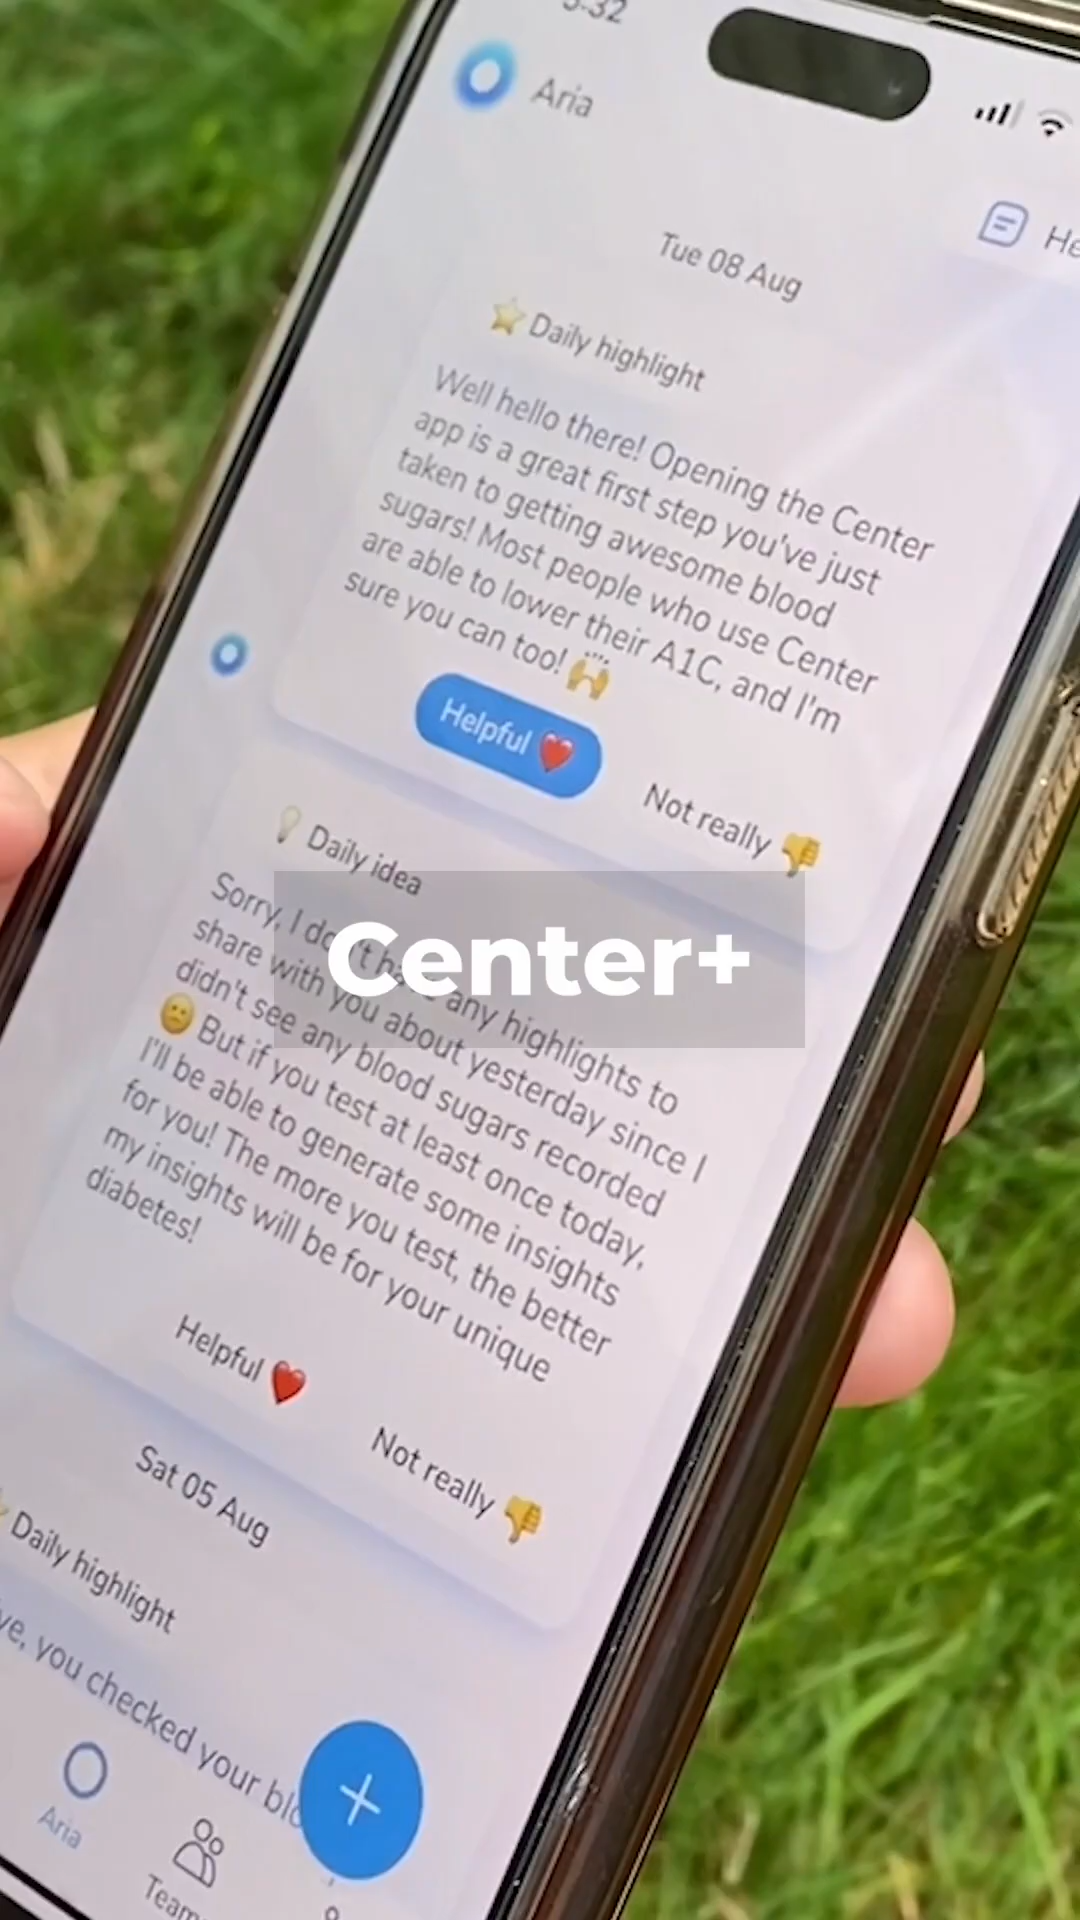 Aria
Tue 08 Aug
Daily highlight
Well hello there! Opening the Center
app is a great first step you've just
taken to getting awesome blood
sugars! Most people who use Center
are able to lower their A1C, and I'm
sure you can too!
Helpful
Not really
Daily idea
Sorry, I don't have any highlights to
share with you about yesterday since I
didn't see any blood sugars recorded
But if you test at least once today,
I'll be able to generate some insights
for you! The more you test, the better
my insights will be for your unique
diabetes!
Center+
Helpful
Not really
Sat 05 Aug
Daily highlight
you checked your
Aria